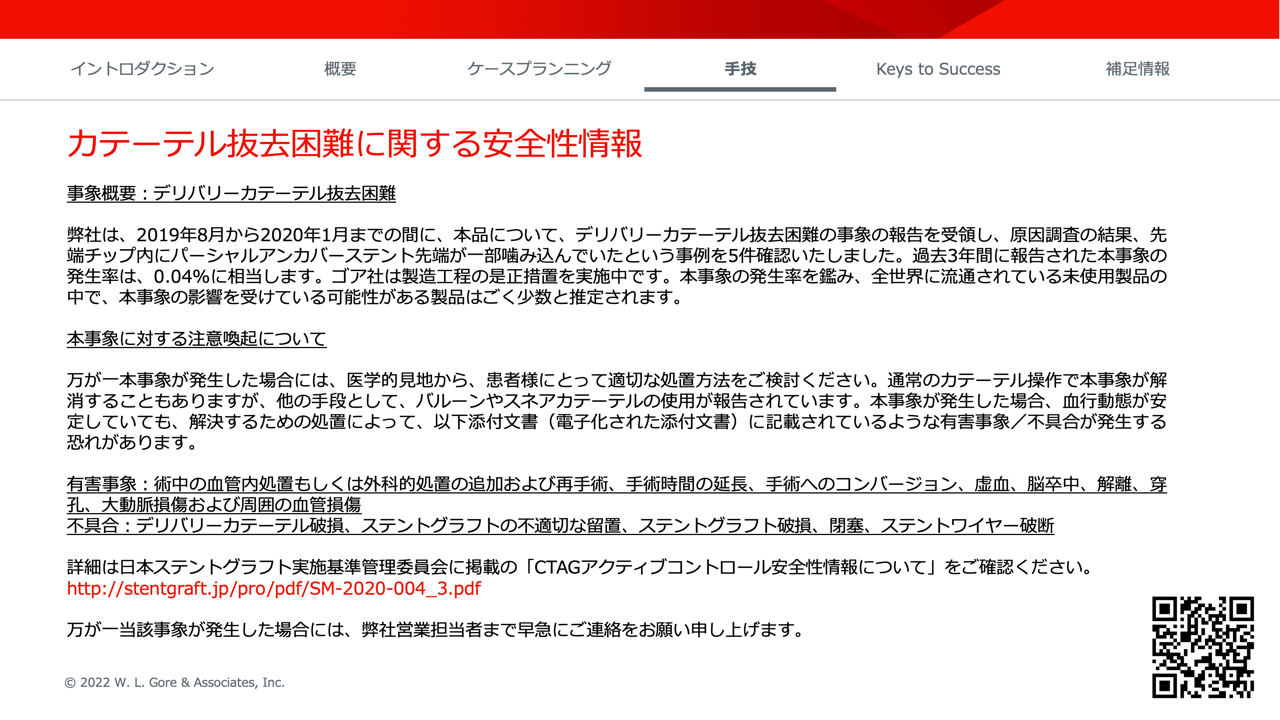 イントロダクション
概要
ケースプランニング
手技
Keys to Success
補足情報
カテーテル抜去困難に関する安全性情報
事象概要：デリバリーカテーテル抜去困難
弊社は、2019年8月から2020年1月までの間に、本品について、デリバリーカテーテル抜去困難の事象の報告を受領し、原因調査の結果、先
端チップ内にパーシャルアンカバーステント先端が一部噛み込んでいたという事例を5件確認いたしました。過去3年間に報告された本事象の
発生率は、0.04%に相当します。ゴア社は製造工程の是正措置を実施中です。本事象の発生率を鑑み、全世界に流通されている未使用製品の
中で、本事象の影響を受けている可能性がある製品はごく少数と推定されます。
本事象に対する注意喚起について
万が一本事象が発生した場合には、医学的見地から、患者様にとって適切な処置方法をご検討ください。通常のカテーテル操作で本事象が解
消することもありますが、他の手段として、バルーンやスネアカテーテルの使用が報告されています。本事象が発生した場合、血行動態が安
定していても、解決するための処置によって、以下添付文書（電子化された添付文書）に記載されているような有害事象／不具合が発生する
恐れがあります。
有害事象：術中の血管内処置もしくは外科的処置の追加および再手術、手術時間の延長、手術へのコンバージョン、虚血、脳卒中、解離、穿
孔、大動脈損傷および周囲の血管損傷
不具合：デリバリーカテーテル破損、ステントグラフトの不適切な留置、ステントグラフト破損、閉塞、ステントワイヤー破断
詳細は日本ステントグラフト実施基準管理委員会に掲載の「CTAGアクティブコントロール安全性情報について」をご確認ください。
http://stentgraft.jp/pro/pdf/SM-2020-004_3.pdf
万が一当該事象が発生した場合には、弊社営業担当者まで早急にご連絡をお願い申し上げます。
© 2022 W. L. Gore & Associates, Inc.